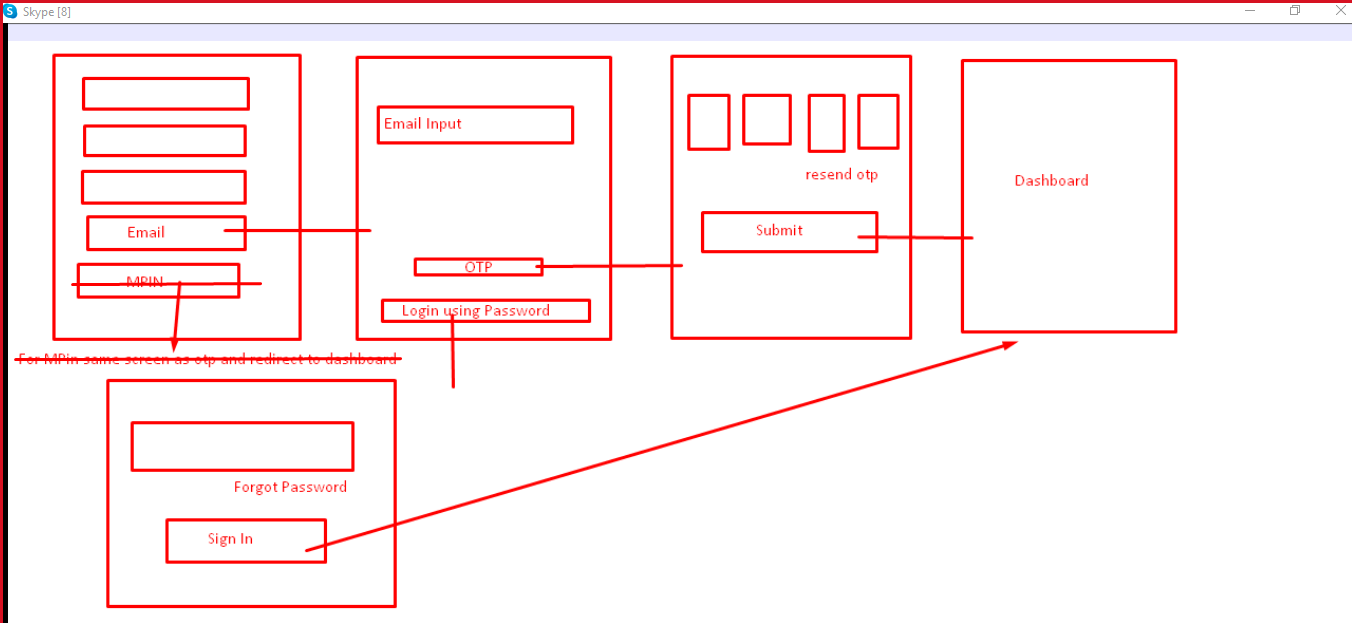 Skype [8]
Email
MPIN
Email Input
OTP
Login using Password
resend otp
Submit
Dashboard
For MPin same screen as otp and redirect to dashboard
Forgot Password
Sign In